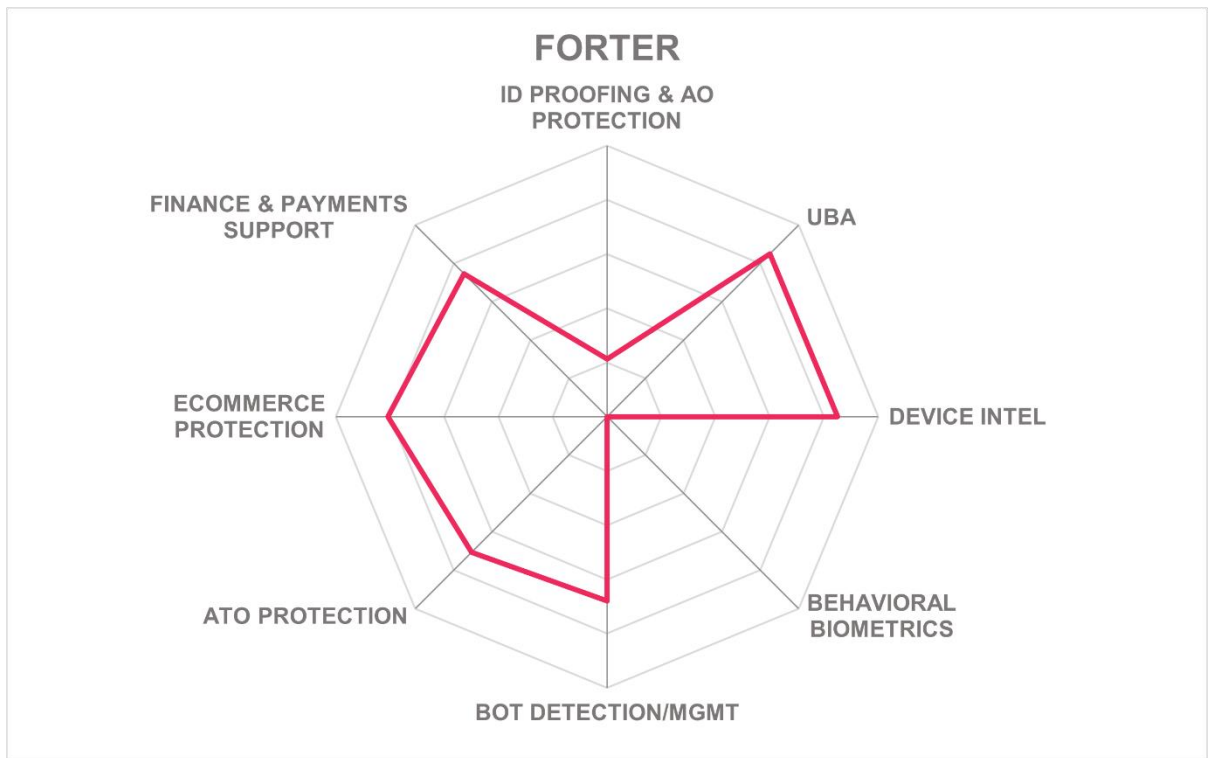 FORTER
ID PROOFING & AO
PROTECTION
UBA
DEVICE INTEL
BEHAVIORAL
BIOMETRICS
BOT DETECTION/MGMT
ATO PROTECTION
ECOMMERCE
PROTECTION
FINANCE & PAYMENTS
SUPPORT